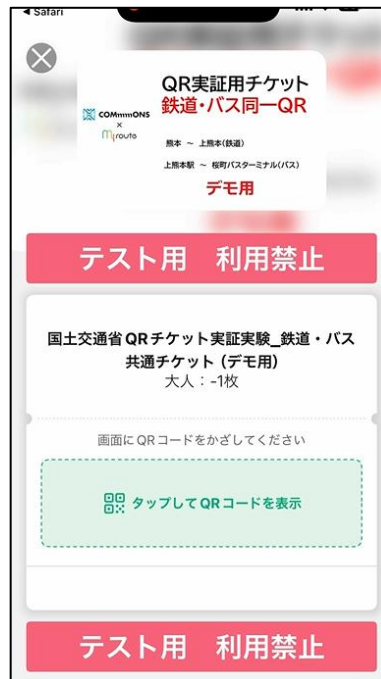 ◀ Safari
QR実証用チケット
鉄道・バス同一QR
COMmmmONS
×
my route
熊本 ～ 上熊本(鉄道)
上熊本駅 ～ 桜町バスターミナル(バス)
デモ用
テスト用 利用禁止
国土交通省QRチケット実証実験_鉄道・バス
共通チケット（デモ用）
大人：-1枚
画面にQRコードをかざしてください
タップしてQRコードを表示
テスト用 利用禁止